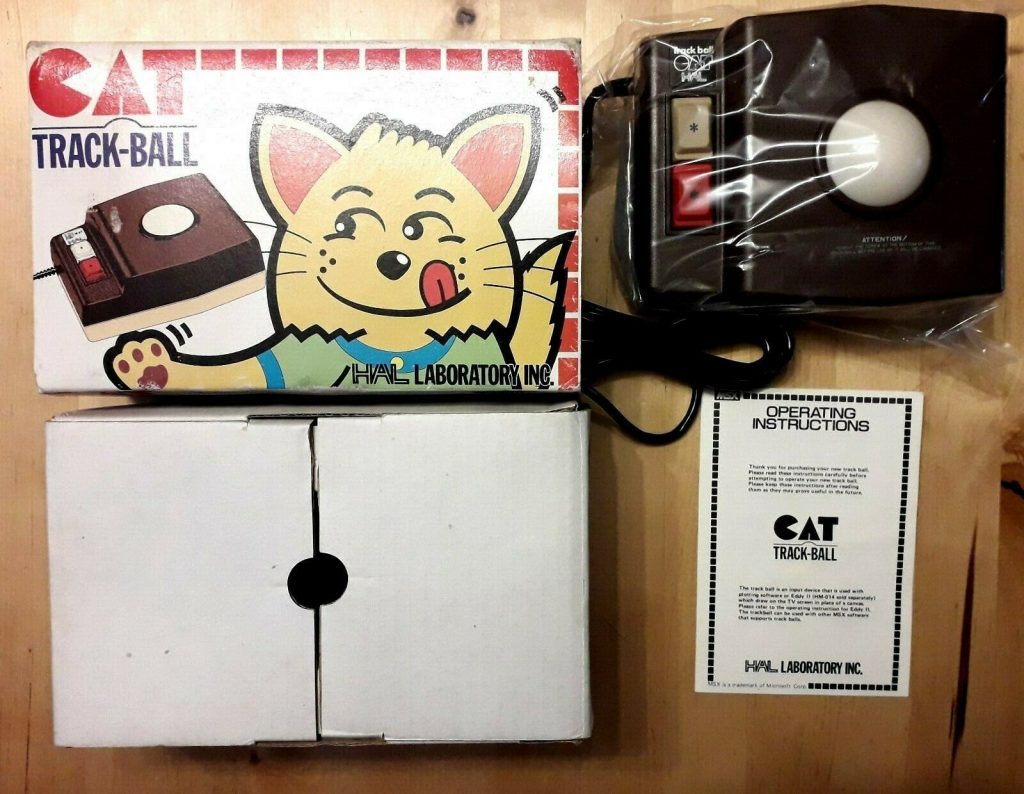 CAT
TRACK-BALL
HAL LABORATORY INC.
Track ball
CAT
HAL
*
ATTENTION/
MSX
OPERATING
INSTRUCTIONS
Thank you for purchasing your new track ball.
Please read these instructions carefully before
attempting to operate your new track ball.
Please keep these instructions after reading
them as they may prove useful in the future.
CAT
TRACK-BALL
The track ball is an input device that is used with
plotting software or Eddy II (HM-014 sold separately)
which draw on the TV screen in place of a canvas.
Please refer to the operating instruction for Eddy II.
The trackball can be used with other MSX software
that supports track balls.
HAL LABORATORY INC.
MSX is a trademark of Microsoft Corp.